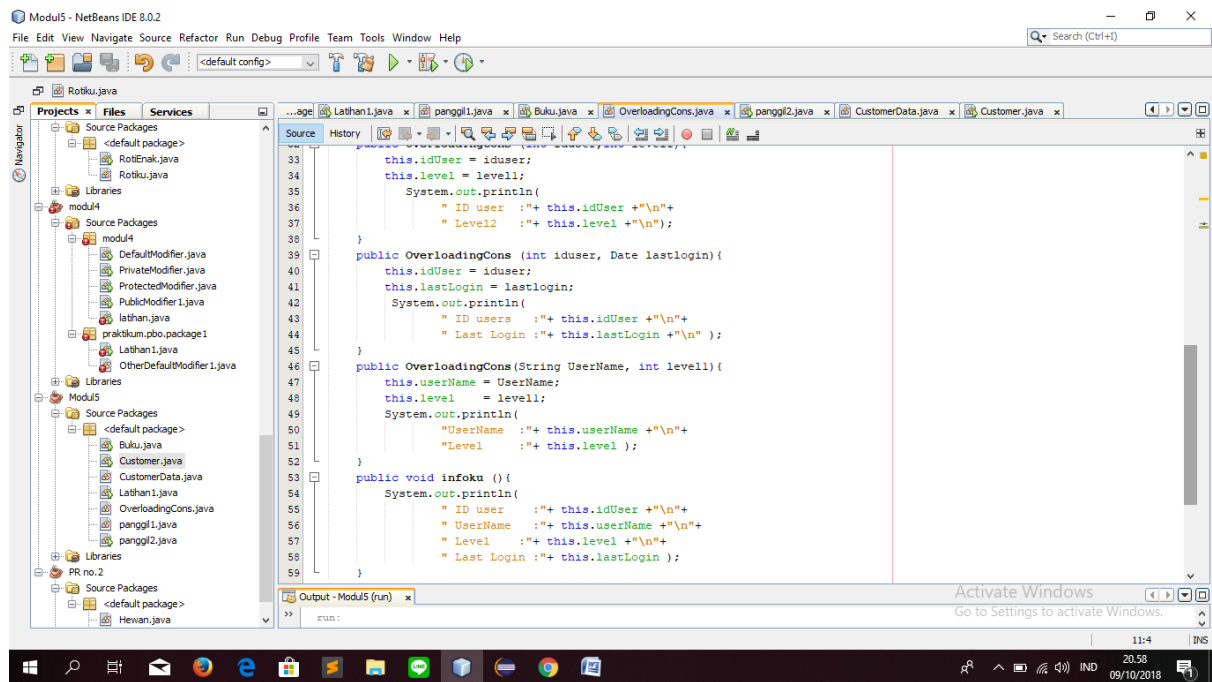 Modul5 - NetBeans IDE 8.0.2
File Edit View Navigate Source Refactor Run Debug Profile Team Tools Window Help
Search (Ctrl+I)
<default config>
Rotiku.java
Projects Files Services
Navigator
Source Packages
<default package>
RotiEnak.java
Rotiku.java
Libraries
modul4
Source Packages
modul4
DefaultModifier.java
PrivateModifier.java
ProtectedModifier.java
PublicModifier1.java
latihan.java
praktikum.pbo.package1
Latihan1.java
OtherDefaultModifier1.java
Libraries
Modul5
Source Packages
<default package>
Buku.java
Customer.java
CustomerData.java
Latihan1.java
OverloadingCons.java
panggil1.java
panggil2.java
Libraries
PR no.2
Source Packages
<default package>
Hewan.java
...age Latihan1.java panggil1.java Buku.java OverloadingCons.java panggil2.java CustomerData.java Customer.java
Source History
32 public OverloadingCons (int iduser,int level1){
33 this.idUser = iduser;
34 this.level = level1;
35 System.out.println(
36 " ID user :"+ this.idUser +"\n"+
37 " Level2 :"+ this.level +"\n");
38 }
39 public OverloadingCons (int iduser, Date lastlogin){
40 this.idUser = iduser;
41 this.lastLogin = lastlogin;
42 System.out.println(
43 " ID users :"+ this.idUser +"\n"+
44 " Last Login :"+ this.lastLogin +"\n" );
45 }
46 public OverloadingCons(String UserName, int level1){
47 this.userName = UserName;
48 this.level = level1;
49 System.out.println(
50 "UserName :"+ this.userName +"\n"+
51 "Level :"+ this.level );
52 }
53 public void infoku (){
54 System.out.println(
55 " ID user :"+ this.idUser +"\n"+
56 " UserName :"+ this.userName +"\n"+
57 " Level :"+ this.level +"\n"+
58 " Last Login :"+ this.lastLogin );
59 }
Output - Modul5 (run)
run:
Activate Windows
Go to Settings to activate Windows.
11:4 INS
IND
20.58
09/10/2018